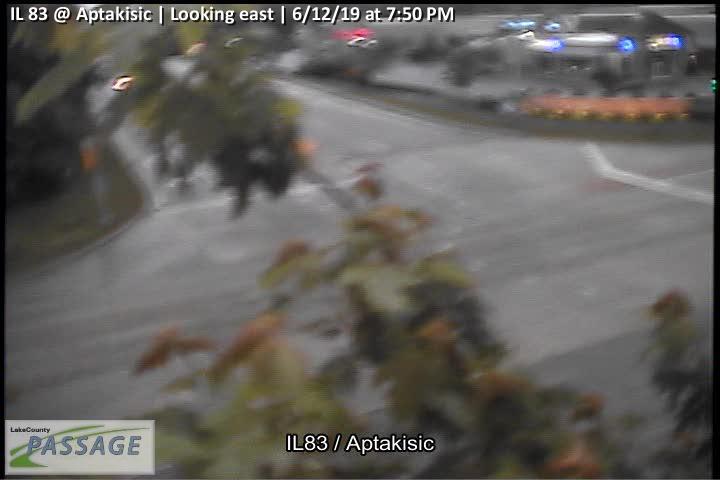 IL 83 @ Aptakisic | Looking east | 6/12/19 at 7:50 PM
LakeCounty
PASSAGE
IL83 / Aptakisic